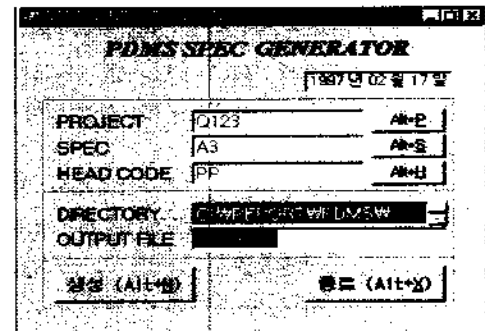 PDMS SPEC GENERATOR
1997년 02월 17일
PROJECT Q123 Alt+P
SPEC A3 Alt+S
HEAD CODE PP Alt+H
DIRECTORY
OUTPUT FILE
생성 (Alt+N) 종료 (Alt+X)